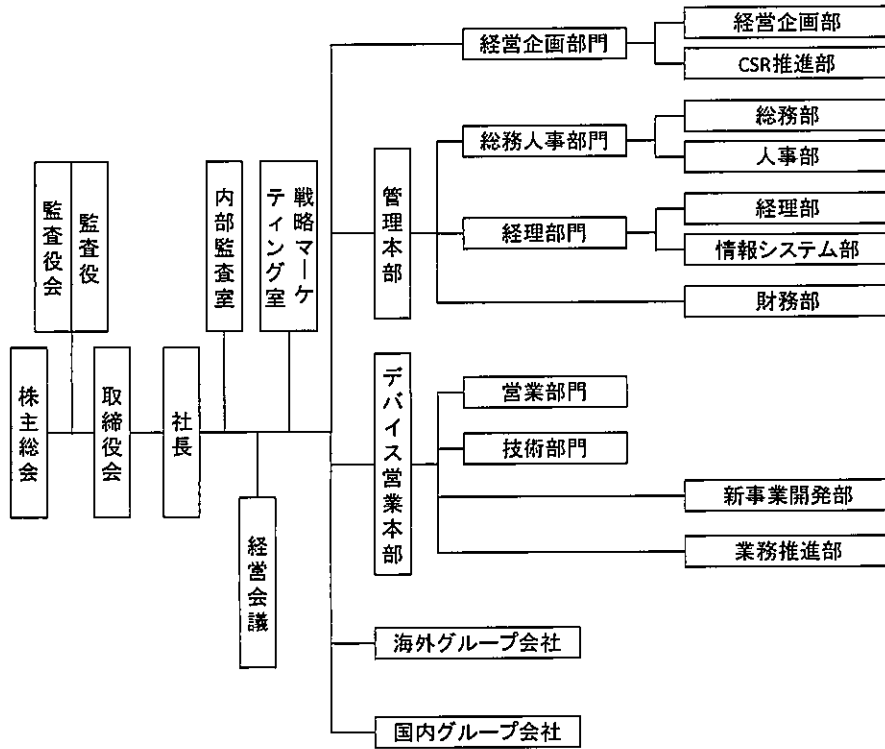 株主総会
監査役会
監査役
取締役会
社長
内部監査室
戦略マーケ
ティング室
経営会議
経営企画部門
経営企画部
CSR推進部
管理本部
総務人事部門
総務部
人事部
経理部門
経理部
情報システム部
財務部
デバイス営業本部
営業部門
技術部門
新事業開発部
業務推進部
海外グループ会社
国内グループ会社